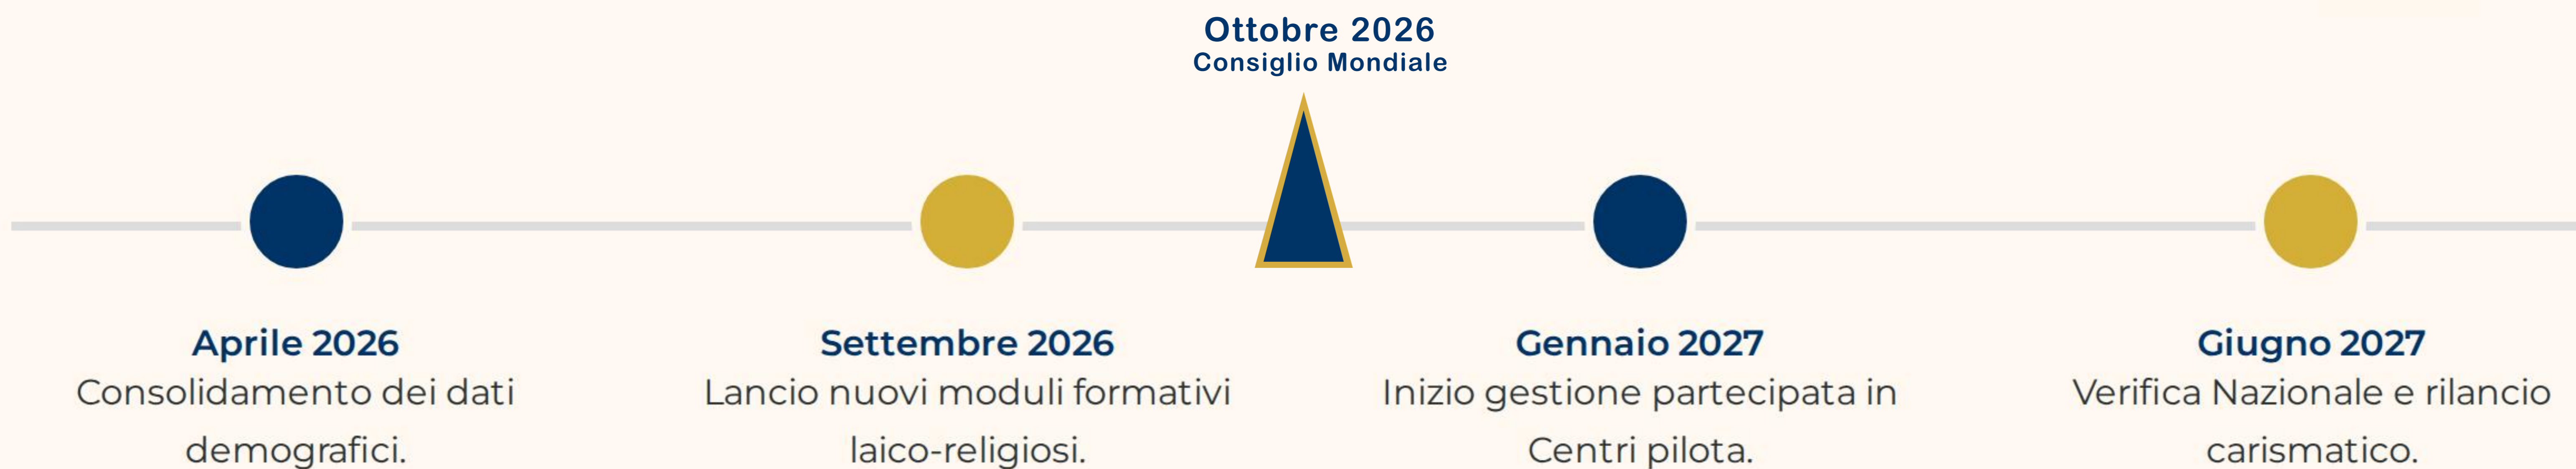 Ottobre 2026
Consiglio Mondiale
Aprile 2026
Consolidamento dei dati
demografici.
Settembre 2026
Lancio nuovi moduli formativi
laico-religiosi.
Gennaio 2027
Inizio gestione partecipata in
Centri pilota.
Giugno 2027
Verifica Nazionale e rilancio
carismatico.